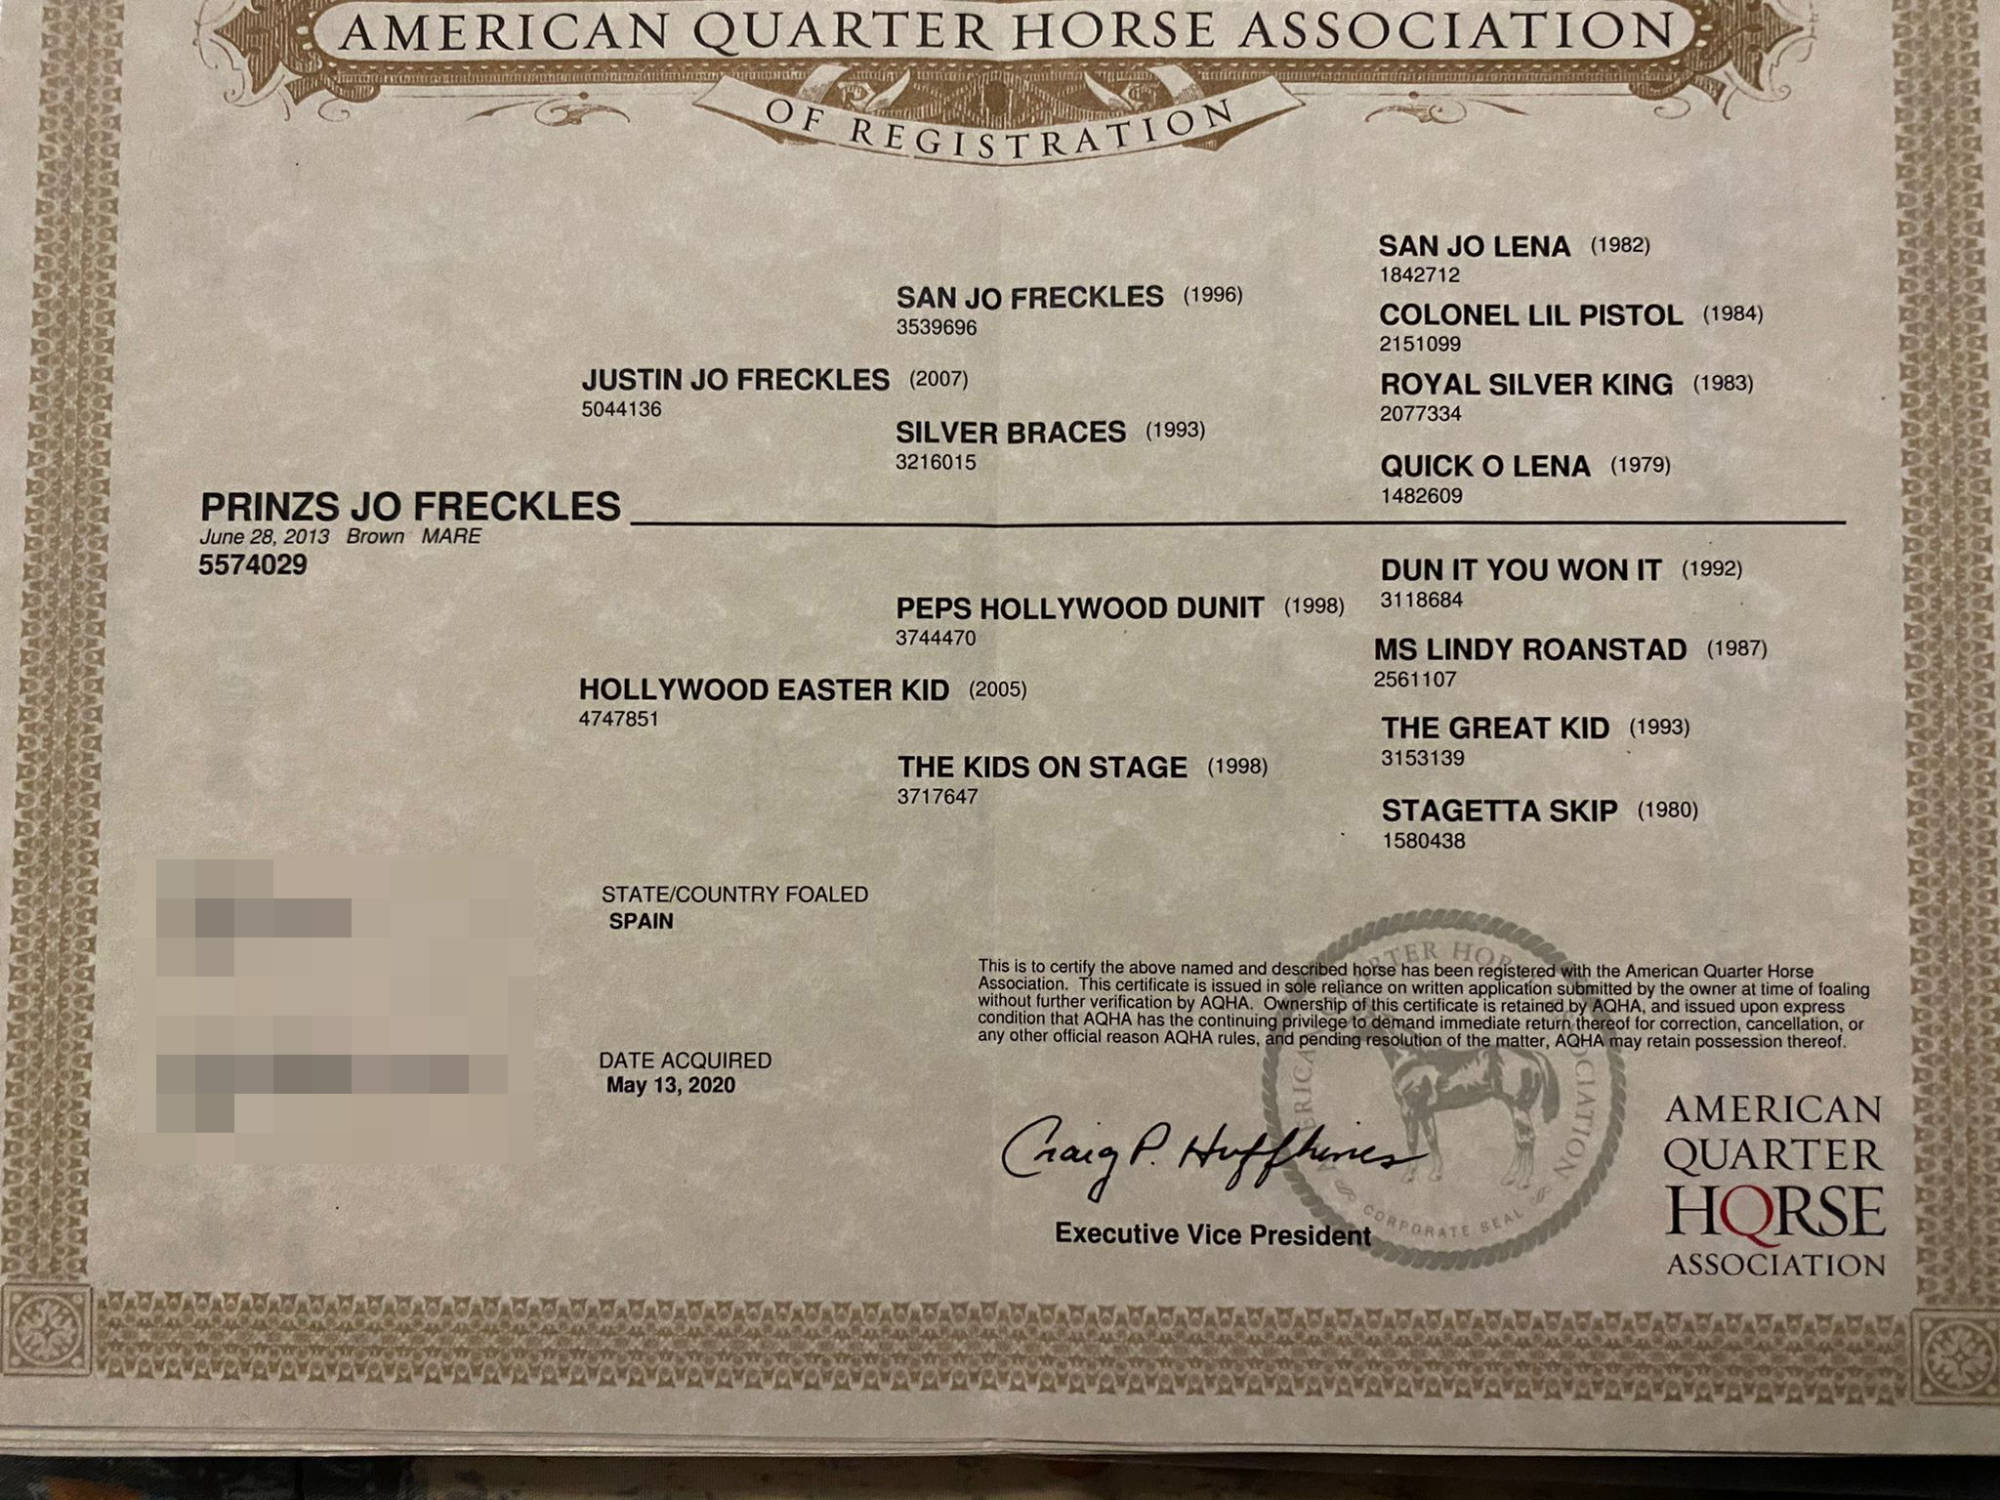 AMERICAN QUARTER HORSE ASSOCIATION
OF REGISTRATION
SAN JO LENA (1982)
1842712
SAN JO FRECKLES (1996)
3539696
COLONEL LIL PISTOL (1984)
2151099
JUSTIN JO FRECKLES (2007)
5044136
ROYAL SILVER KING (1983)
2077334
SILVER BRACES (1993)
3216015
QUICK O LENA (1979)
1482609
PRINZS JO FRECKLES
June 28, 2013 Brown MARE
5574029
DUN IT YOU WON IT (1992)
3118684
PEPS HOLLYWOOD DUNIT (1998)
3744470
MS LINDY ROANSTAD (1987)
2561107
HOLLYWOOD EASTER KID (2005)
4747851
THE GREAT KID (1993)
3153139
THE KIDS ON STAGE (1998)
3717647
STAGETTA SKIP (1980)
1580438
STATE/COUNTRY FOALED
SPAIN
This is to certify the above named and described horse has been registered with the American Quarter Horse
Association. This certificate is issued in sole reliance on written application submitted by the owner at time of foaling
without further verification by AQHA. Ownership of this certificate is retained by AQHA, and issued upon express
condition that AQHA has the continuing privilege to demand immediate return thereof for correction, cancellation, or
any other official reason AQHA rules, and pending resolution of the matter, AQHA may retain possession thereof.
DATE ACQUIRED
May 13, 2020
Craig P. Huffhines
Executive Vice President
CORPORATE SEAL
AMERICAN
QUARTER
HORSE
ASSOCIATION